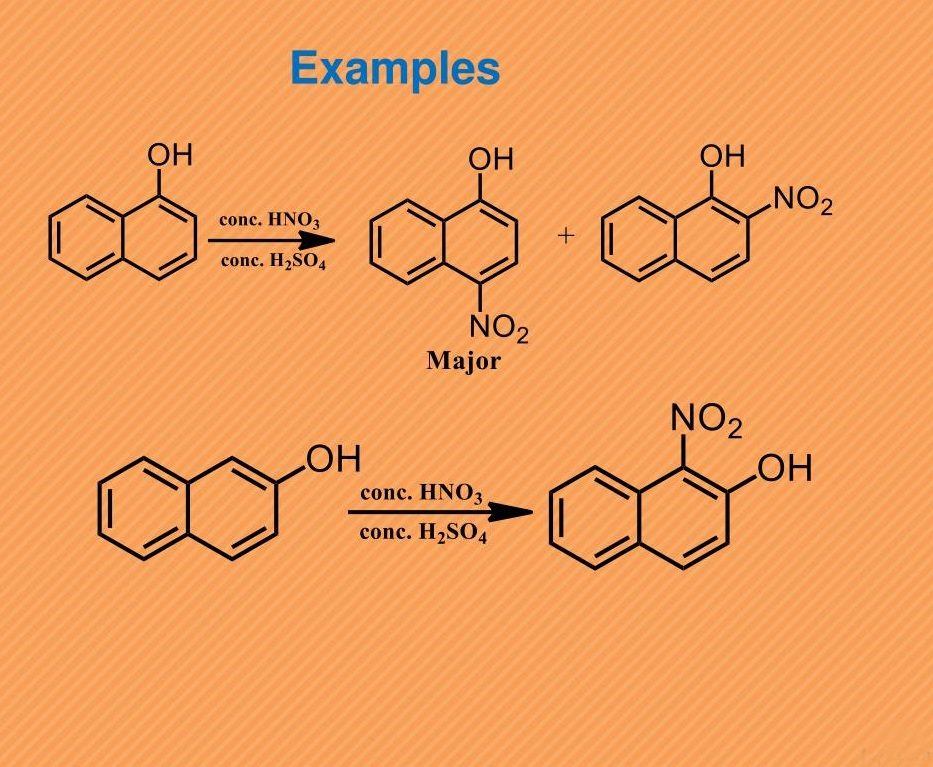 Examples
OH
conc. HNO3
conc. H2SO4
OH
NO2
Major
+
OH
NO2
OH
conc. HNO3
conc. H2SO4
NO2
OH